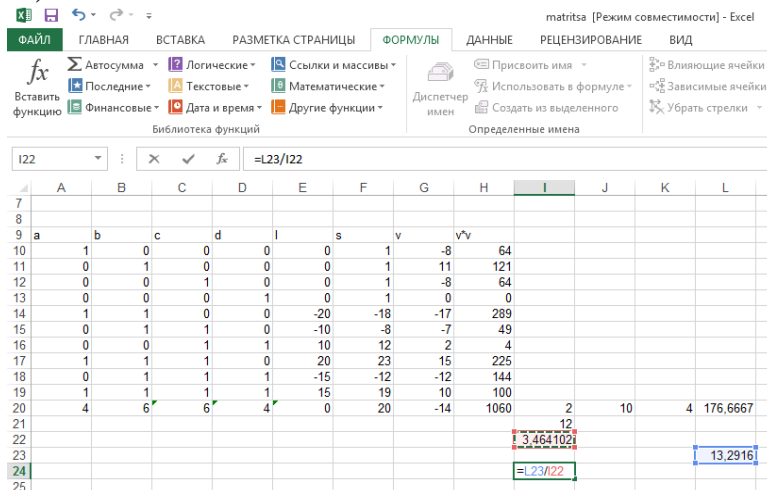 matritsa [Режим совместимости] - Excel
ФАЙЛ ГЛАВНАЯ ВСТАВКА РАЗМЕТКА СТРАНИЦЫ ФОРМУЛЫ ДАННЫЕ РЕЦЕНЗИРОВАНИЕ ВИД
fx Вставить функцию
Σ Автосумма ? Логические Ссылки и массивы
Последние A Текстовые θ Математические
Финансовые Дата и время Другие функции
Библиотека функций
Диспетчер имен
Присвоить имя
Использовать в формуле
Создать из выделенного
Определенные имена
Влияющие ячейки
Зависимые ячейки
Убрать стрелки
I22 fx =L23/I22
A B C D E F G H I J K L
7
8
9 a b c d l s v v*v
10 1 0 0 0 0 1 -8 64
11 0 1 0 0 0 1 11 121
12 0 0 1 0 0 1 -8 64
13 0 0 0 1 0 1 0 0
14 1 1 0 0 -20 -18 -17 289
15 0 1 1 0 -10 -8 -7 49
16 0 0 1 1 10 12 2 4
17 1 1 1 0 20 23 15 225
18 0 1 1 1 -15 -12 -12 144
19 1 1 1 1 15 19 10 100
20 4 6 6 4 0 20 -14 1060 2 10 4 176,6667
21 12
22 3,464102
23 13,2916
24 =L23/I22
25